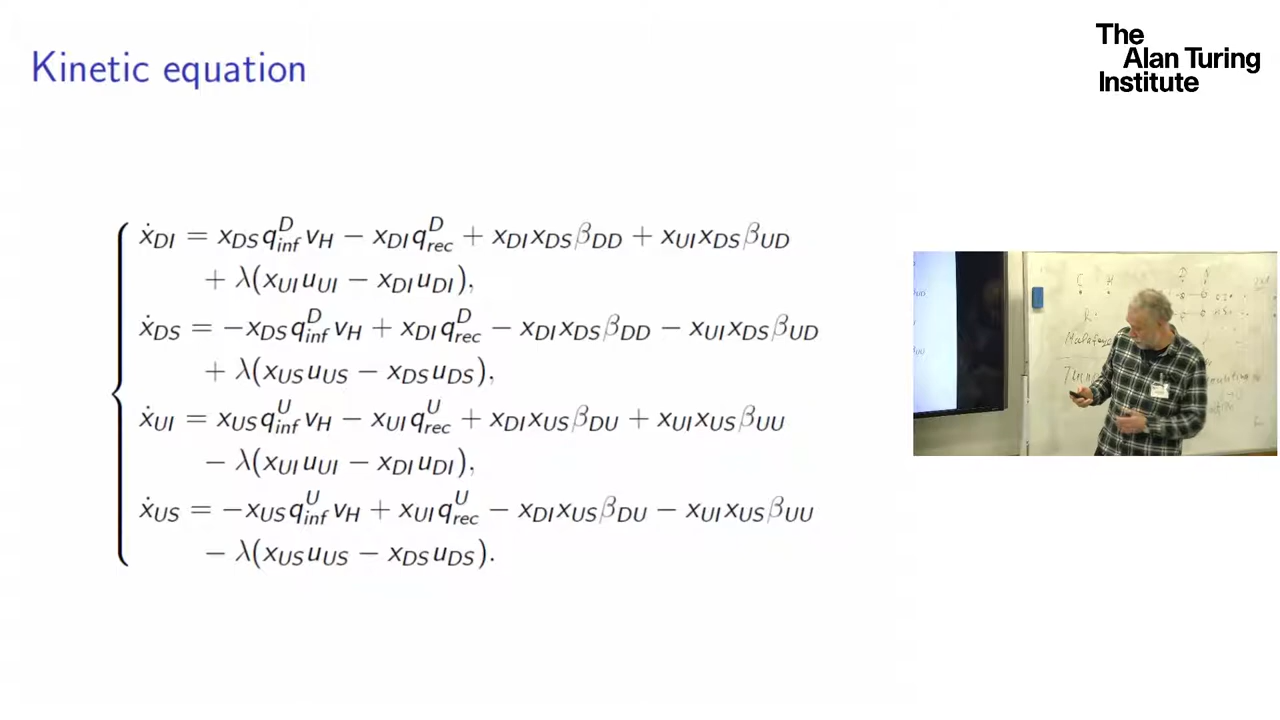 Kinetic equation
The
Alan Turing
Institute
ẋ_DI = x_DS q^D_inf v_H − x_DI q^D_rec + x_DI x_DS β_DD + x_UI x_DS β_UD
+ λ(x_UI u_UI − x_DI u_DI),
ẋ_DS = −x_DS q^D_inf v_H + x_DI q^D_rec − x_DI x_DS β_DD − x_UI x_DS β_UD
+ λ(x_US u_US − x_DS u_DS),
ẋ_UI = x_US q^U_inf v_H − x_UI q^U_rec + x_DI x_US β_DU + x_UI x_US β_UU
− λ(x_UI u_UI − x_DI u_DI),
ẋ_US = −x_US q^U_inf v_H + x_UI q^U_rec − x_DI x_US β_DU − x_UI x_US β_UU
− λ(x_US u_US − x_DS u_DS).